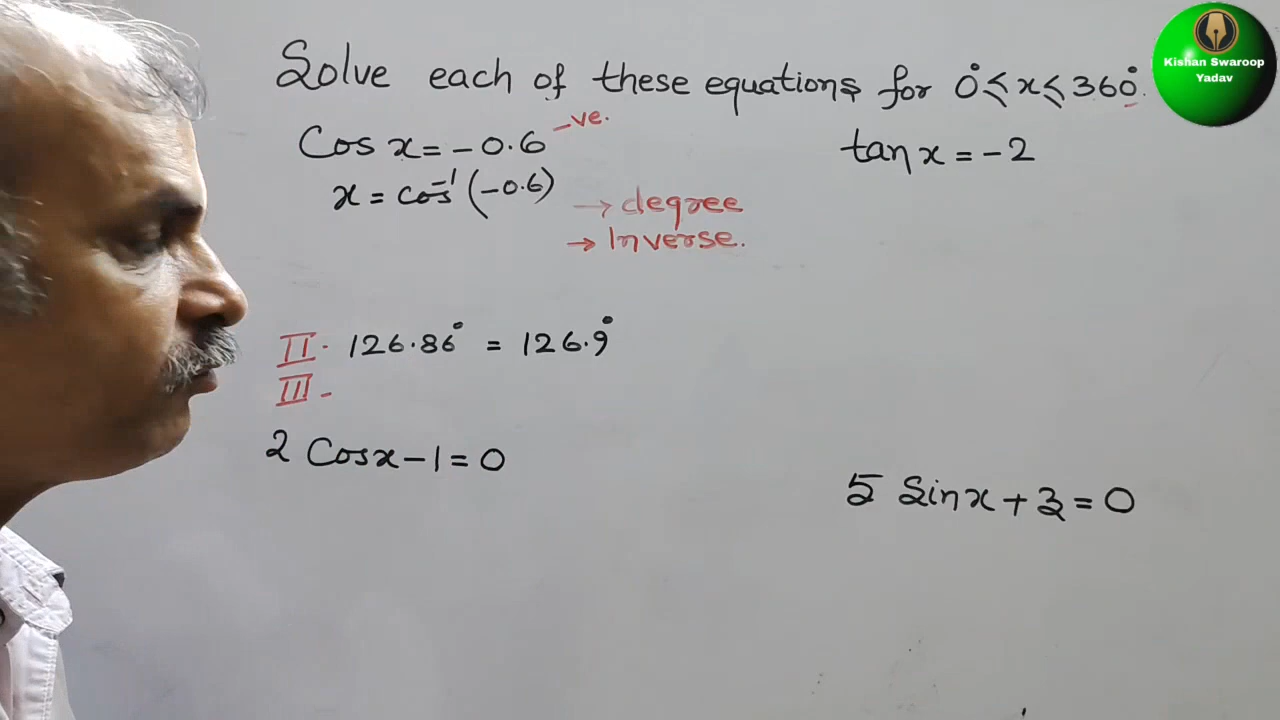 Solve each of these equations for 0° ≤ x ≤ 360°.
Kishan Swaroop
Yadav
Cos x = -0.6 -ve.
tan x = -2
x = cos⁻¹ (-0.6)
→ degree
→ Inverse.
II. 126.86° = 126.9°
III -
2 Cos x - 1 = 0
5 Sin x + 3 = 0